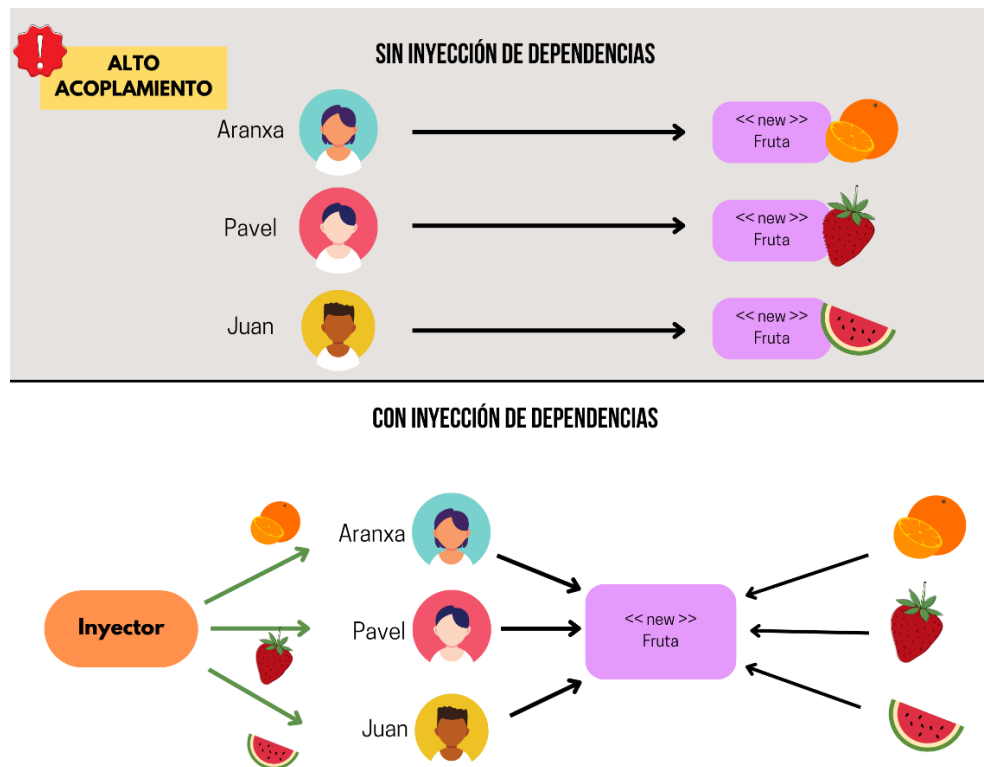 ALTO
ACOPLAMIENTO
SIN INYECCIÓN DE DEPENDENCIAS
Aranxa
<< new >>
Fruta
Pavel
<< new >>
Fruta
Juan
<< new >>
Fruta
CON INYECCIÓN DE DEPENDENCIAS
Aranxa
Inyector
Pavel
<< new >>
Fruta
Juan